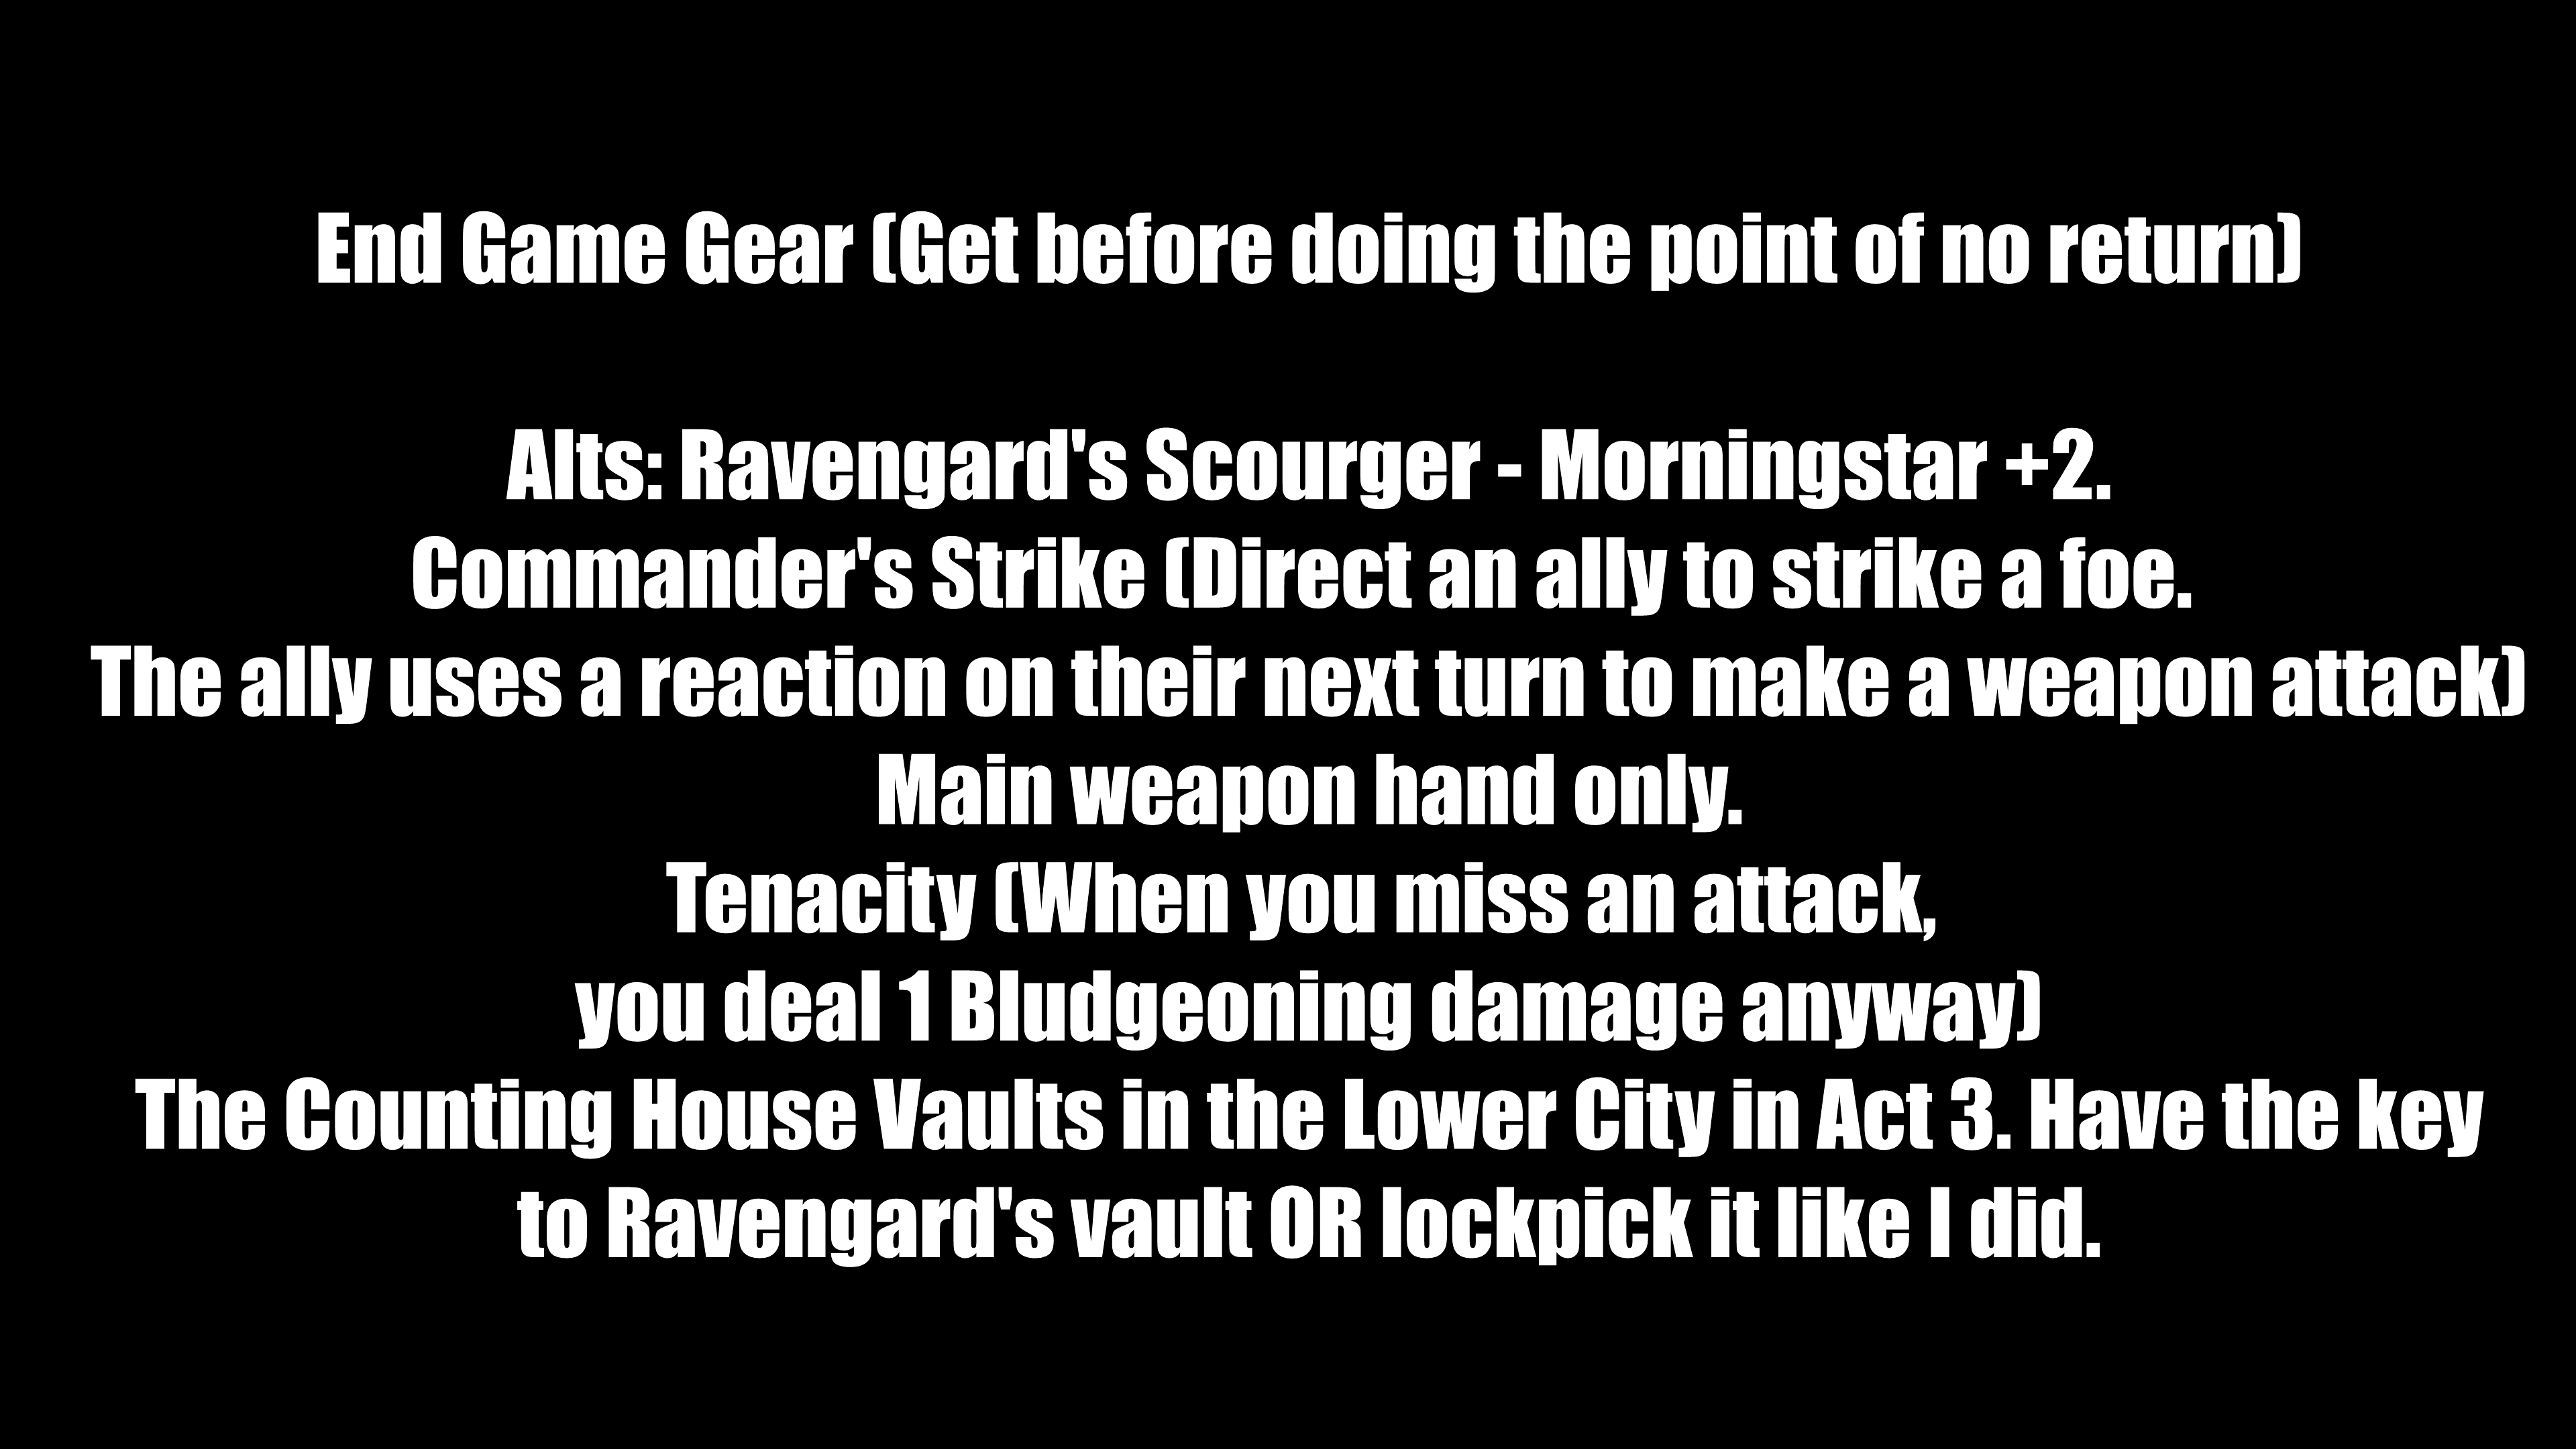 End Game Gear (Get before doing the point of no return)
Alts: Ravengard's Scourger - Morningstar +2.
Commander's Strike (Direct an ally to strike a foe.
The ally uses a reaction on their next turn to make a weapon attack)
Main weapon hand only.
Tenacity (When you miss an attack,
you deal 1 Bludgeoning damage anyway)
The Counting House Vaults in the Lower City in Act 3. Have the key
to Ravengard's vault OR lockpick it like I did.